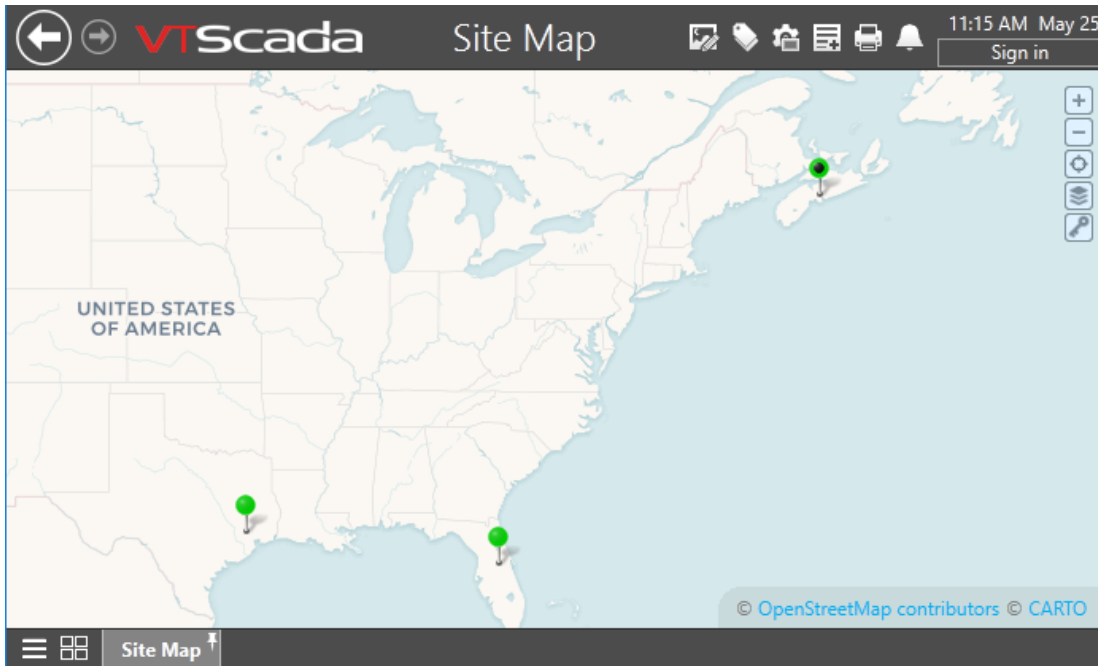 VTScada
Site Map
11:15 AM May 25
Sign in
UNITED STATES
OF AMERICA
© OpenStreetMap contributors © CARTO
Site Map